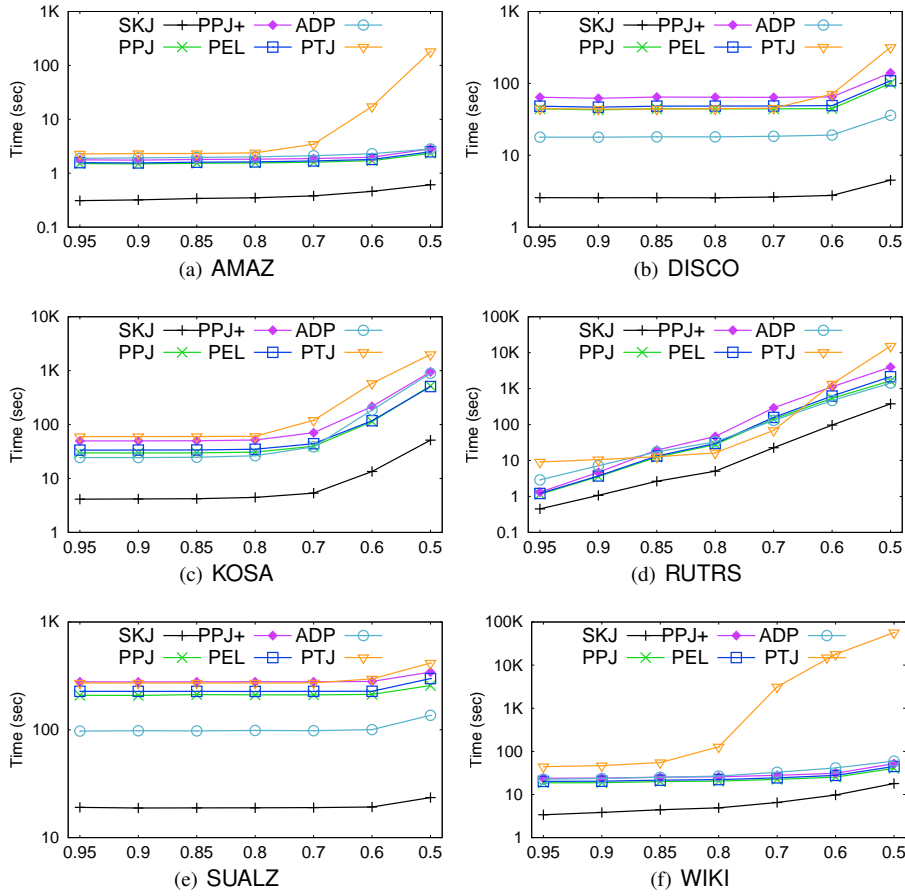 1K
100
10
1
0.1
Time (sec)
SKJ PPJ+ ADP
PPJ PEL PTJ
0.95 0.9 0.85 0.8 0.7 0.6 0.5
(a) AMAZ
1K
100
10
1
Time (sec)
SKJ PPJ+ ADP
PPJ PEL PTJ
0.95 0.9 0.85 0.8 0.7 0.6 0.5
(b) DISCO
10K
1K
100
10
1
Time (sec)
SKJ PPJ+ ADP
PPJ PEL PTJ
0.95 0.9 0.85 0.8 0.7 0.6 0.5
(c) KOSA
100K
10K
1K
100
10
1
0.1
Time (sec)
SKJ PPJ+ ADP
PPJ PEL PTJ
0.95 0.9 0.85 0.8 0.7 0.6 0.5
(d) RUTRS
1K
100
10
Time (sec)
SKJ PPJ+ ADP
PPJ PEL PTJ
0.95 0.9 0.85 0.8 0.7 0.6 0.5
(e) SUALZ
100K
10K
1K
100
10
1
Time (sec)
SKJ PPJ+ ADP
PPJ PEL PTJ
0.95 0.9 0.85 0.8 0.7 0.6 0.5
(f) WIKI